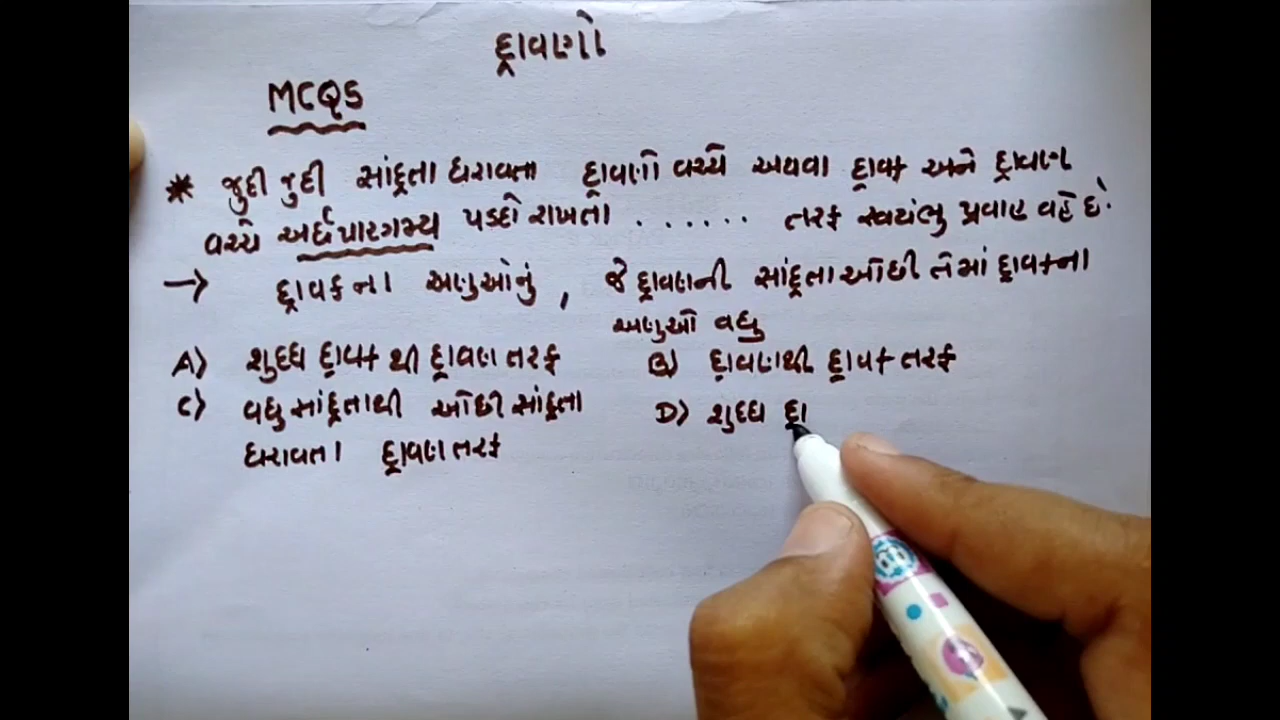 દ્રાવણો
MCQS
* જુદી જુદી સાંદ્રતા ધરાવતા દ્રાવણો વચ્ચે અથવા દ્રાવક અને દ્રાવણ
વચ્ચે અર્ધપારગમ્ય પડદો રાખતા ...... તરફ સ્વયંભુ પ્રવાહ વહે છે.
→ દ્રાવકના અણુઓનું , જે દ્રાવણની સાંદ્રતા ઓછી તેમાં દ્રાવકના
અણુઓ વધુ
A) શુધ્ધ દ્રાવક થી દ્રાવણ તરફ B) દ્રાવણથી દ્રાવક તરફ
C) વધુ સાંદ્રતાથી ઓછી સાંદ્રતા D) શુધ્ધ દ્રા
ધરાવતા દ્રાવણ તરફ